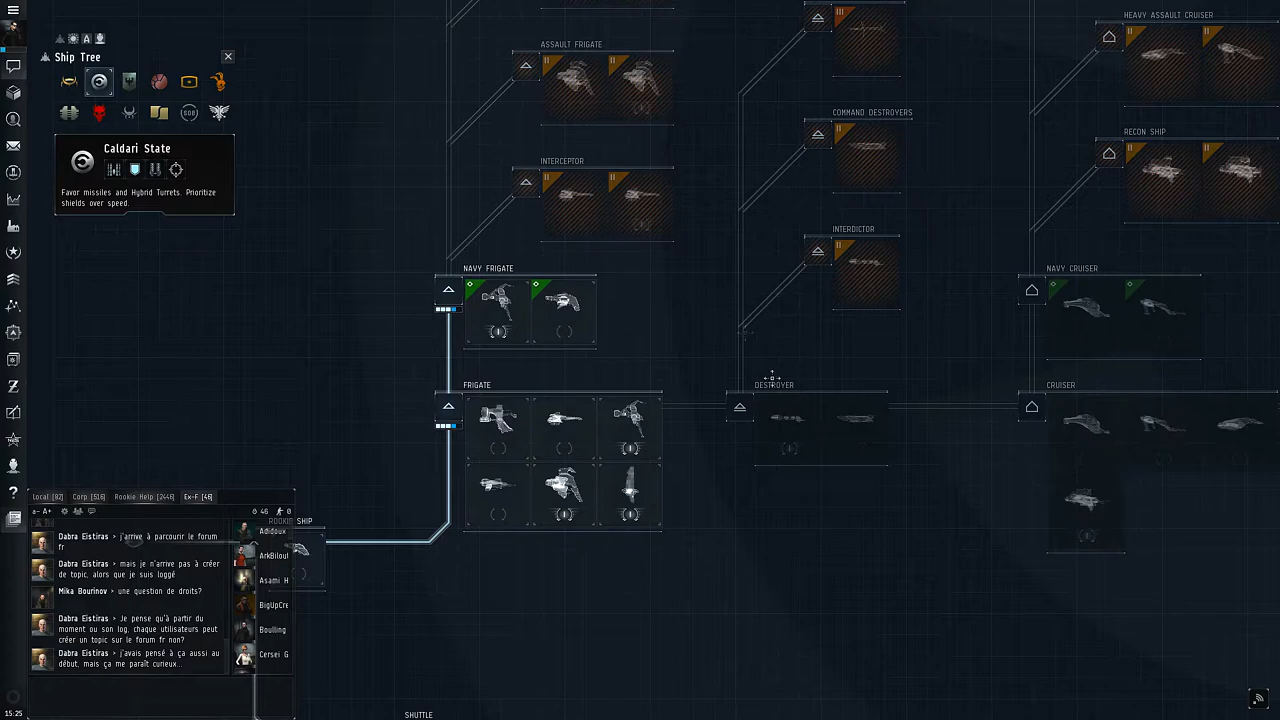 HEAVY ASSAULT CRUISER
ASSAULT FRIGATE
Ship Tree
Caldari State
Favor missiles and Hybrid Turrets. Prioritize
shields over speed.
COMMAND DESTROYERS
RECON SHIP
INTERCEPTOR
INTERDICTOR
NAVY FRIGATE
NAVY CRUISER
FRIGATE
DESTROYER
CRUISER
Local [82] Corp [516] Rookie Help [2446] Ex-F [46]
a- A+ 46 0
ROOKIE SHIP
Dabra Eistiras > j'arrive à parcourir le forum
fr
Dabra Eistiras > mais je n'arrive pas à créer
de topic, alors que je suis loggé
Mika Bourinov > une question de droits?
Dabra Eistiras > Je pense qu'à partir du
moment ou son log, chaque utilisateurs peut
créer un topic sur le forum fr non?
Dabra Eistiras > j'avais pensé à ça aussi au
début, mais ça me paraît curieux...
Adidoux
ArkBilout
Asami H
BigUpCre
Boulling
Cersei G
15:25
SHUTTLE